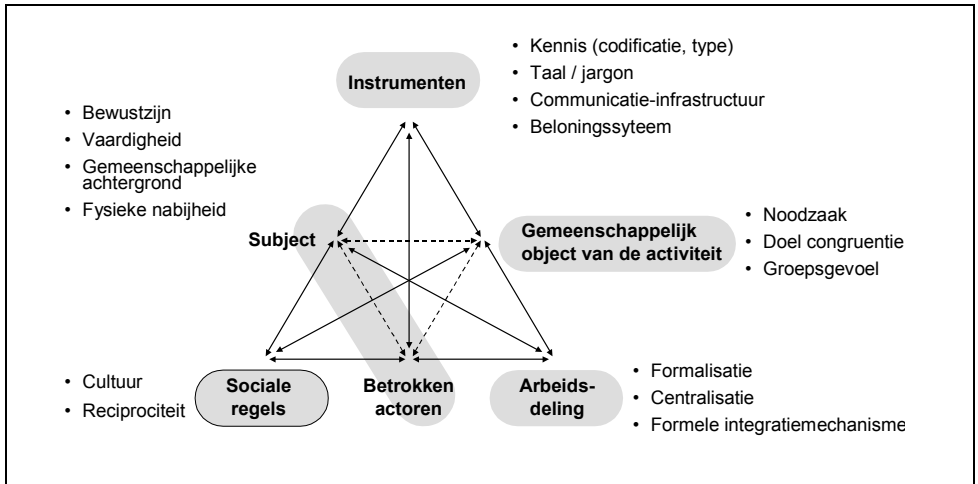 Instrumenten
• Kennis (codificatie, type)
• Taal / jargon
• Communicatie-infrastructuur
• Beloningssyteem
• Bewustzijn
• Vaardigheid
• Gemeenschappelijke
achtergrond
• Fysieke nabijheid
Subject
Gemeenschappelijk
object van de activiteit
• Noodzaak
• Doel congruentie
• Groepsgevoel
• Cultuur
• Reciprociteit
Sociale
regels
Betrokken
actoren
Arbeids-
deling
• Formalisatie
• Centralisatie
• Formele integratiemechanisme